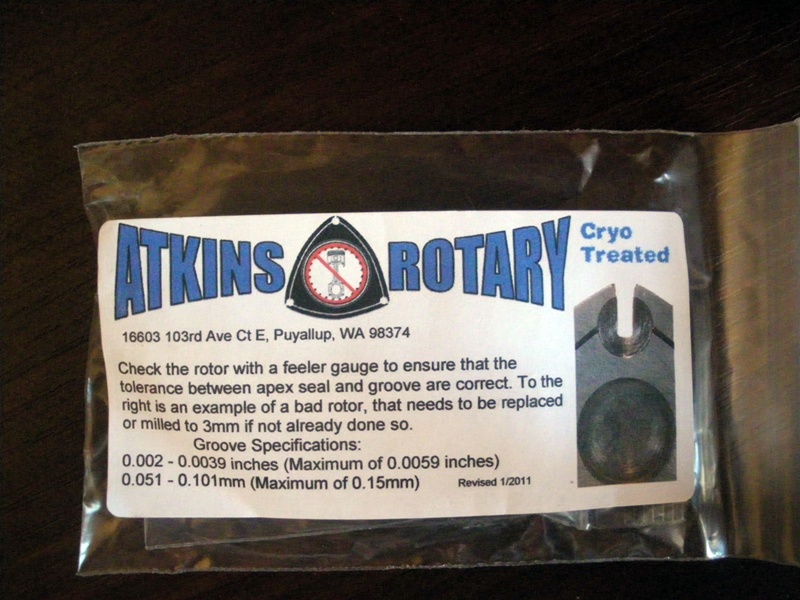 ATKINS ROTARY
Cryo
Treated
16603 103rd Ave Ct E, Puyallup, WA 98374
Check the rotor with a feeler gauge to ensure that the
tolerance between apex seal and groove are correct. To the
right is an example of a bad rotor, that needs to be replaced
or milled to 3mm if not already done so.
Groove Specifications:
0.002 - 0.0039 inches (Maximum of 0.0059 inches)
0.051 - 0.101mm (Maximum of 0.15mm)
Revised 1/2011